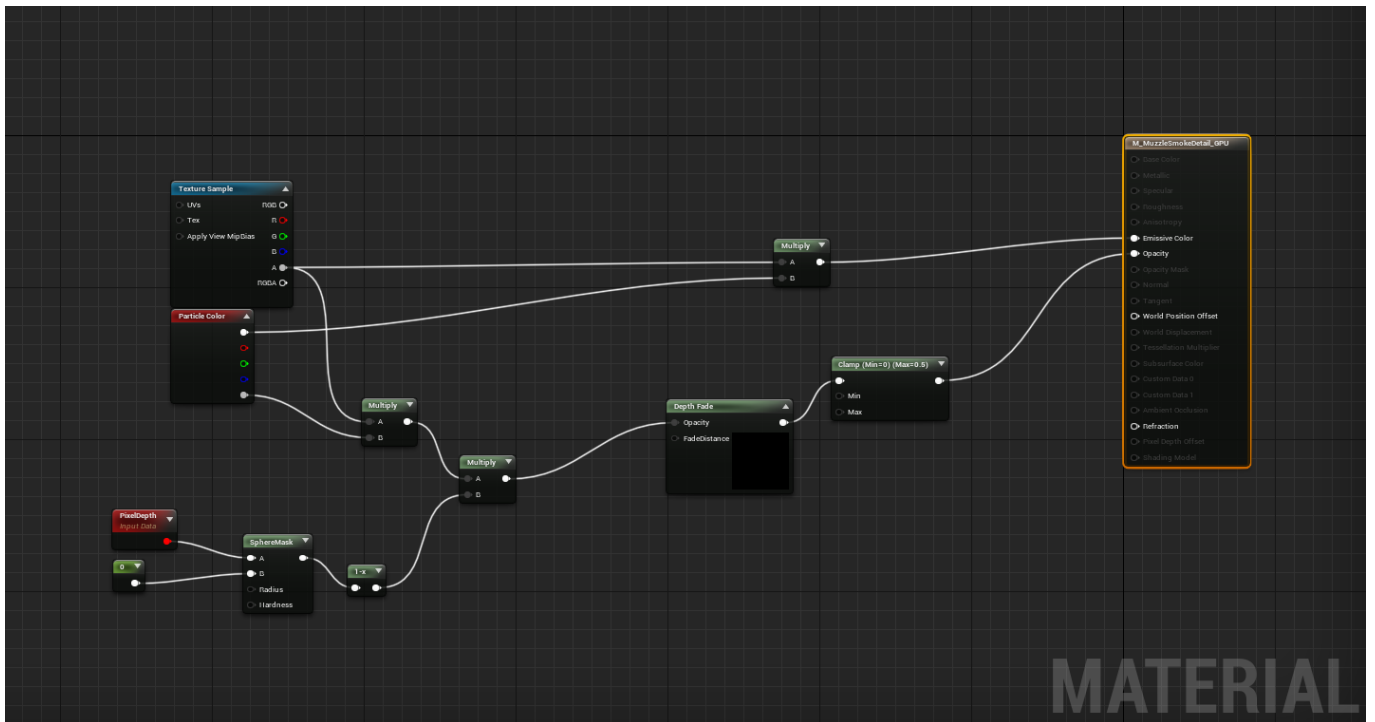 M_MuzzleSmokeDetail_GPU
Base Color
Metallic
Specular
Roughness
Anisotropy
Emissive Color
Opacity
Opacity Mask
Normal
Tangent
World Position Offset
World Displacement
Tessellation Multiplier
Subsurface Color
Custom Data 0
Custom Data 1
Ambient Occlusion
Refraction
Pixel Depth Offset
Shading Model
Texture Sample
UVs RGB
Tex R
Apply View MipBias G
B
A
RGBA
Particle Color
Multiply
A
B
Multiply
A
B
Multiply
A
B
Depth Fade
Opacity
FadeDistance
Clamp (Min=0) (Max=0.5)
Min
Max
PixelDepth
Input Data
0
SphereMask
A
B
Radius
Hardness
1-x
MATERIAL